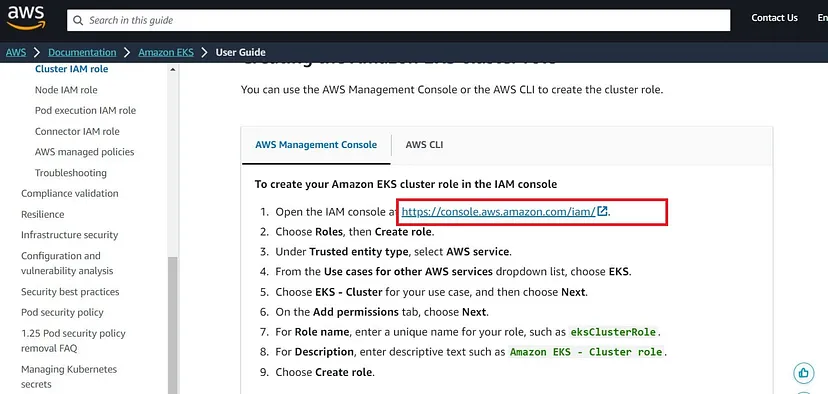 aws
Search in this guide
Contact Us
En
AWS > Documentation > Amazon EKS > User Guide
Cluster IAM role
Node IAM role
Pod execution IAM role
Connector IAM role
AWS managed policies
Troubleshooting
Compliance validation
Resilience
Infrastructure security
Configuration and
vulnerability analysis
Security best practices
Pod security policy
1.25 Pod security policy
removal FAQ
Managing Kubernetes
secrets
Creating the Amazon EKS cluster role
You can use the AWS Management Console or the AWS CLI to create the cluster role.
AWS Management Console
AWS CLI
To create your Amazon EKS cluster role in the IAM console
1. Open the IAM console at https://console.aws.amazon.com/iam/.
2. Choose Roles, then Create role.
3. Under Trusted entity type, select AWS service.
4. From the Use cases for other AWS services dropdown list, choose EKS.
5. Choose EKS - Cluster for your use case, and then choose Next.
6. On the Add permissions tab, choose Next.
7. For Role name, enter a unique name for your role, such as eksClusterRole.
8. For Description, enter descriptive text such as Amazon EKS - Cluster role.
9. Choose Create role.